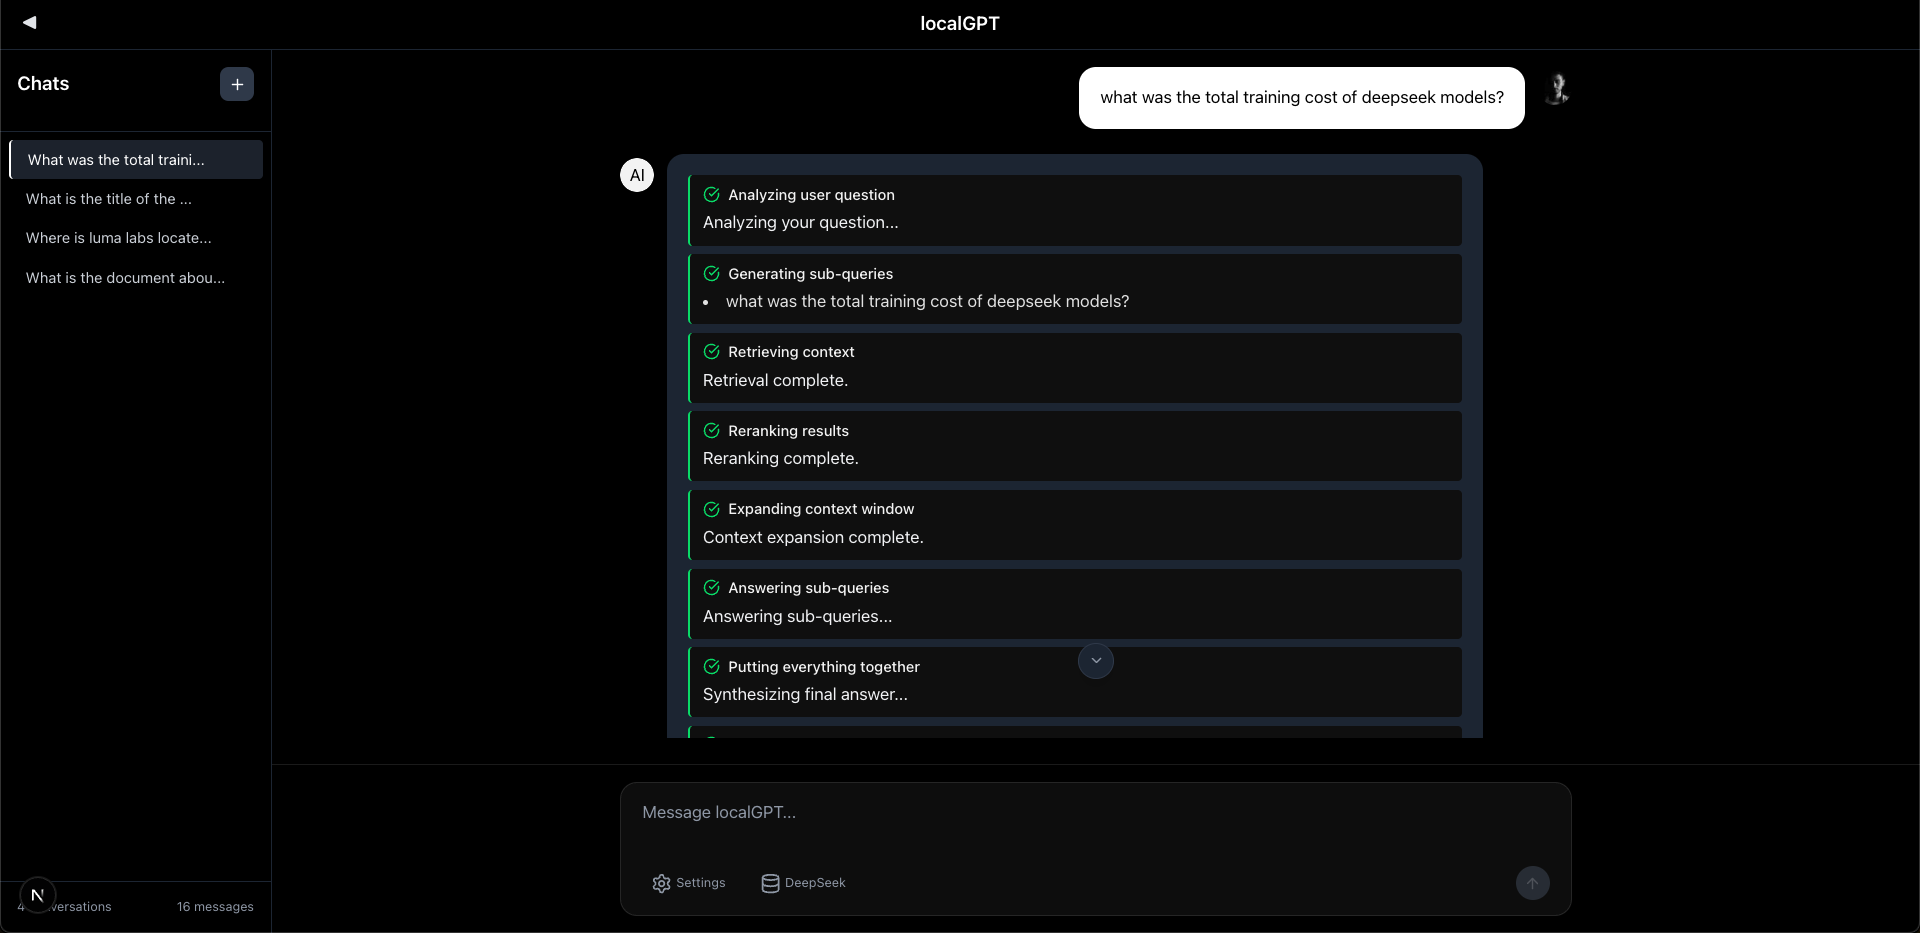 localGPT
Chats
What was the total traini...
What is the title of the ...
Where is luma labs locate...
What is the document abou...
4
versations
16 messages
N
what was the total training cost of deepseek models?
AI
Analyzing user question
Analyzing your question...
Generating sub-queries
• what was the total training cost of deepseek models?
Retrieving context
Retrieval complete.
Reranking results
Reranking complete.
Expanding context window
Context expansion complete.
Answering sub-queries
Answering sub-queries...
Putting everything together
Synthesizing final answer...
Message localGPT...
Settings
DeepSeek